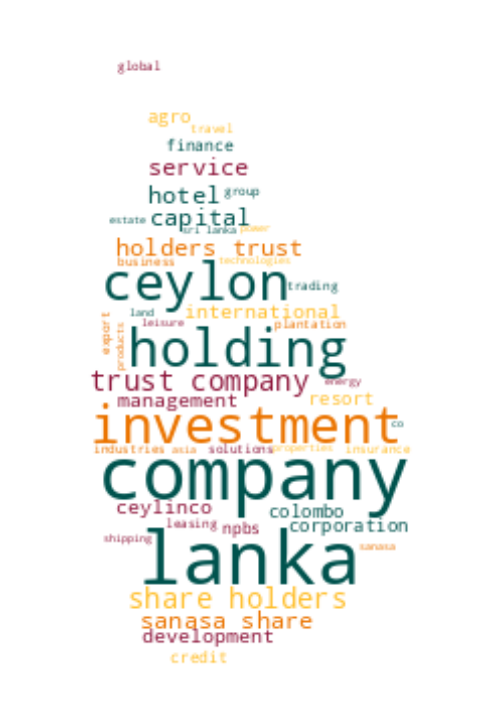 global
agro
travel
finance
service
hotel group
estate capital
sri lanka power
holders trust
business technologies
ceylon trading
land international
leisure plantation
export products holding
trust company energy
management resort
investment co
industries asia solutions properties insurance
company
ceylinco colombo
leasing npbs corporation
shipping lanka sanasa
share holders
sanasa share
development
credit